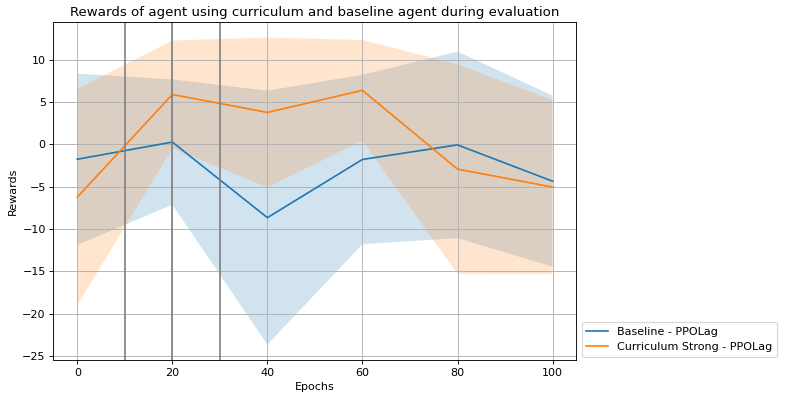 Rewards of agent using curriculum and baseline agent during evaluation
Rewards
10
5
0
−5
−10
−15
−20
−25
0 20 40 60 80 100
Epochs
Baseline - PPOLag
Curriculum Strong - PPOLag